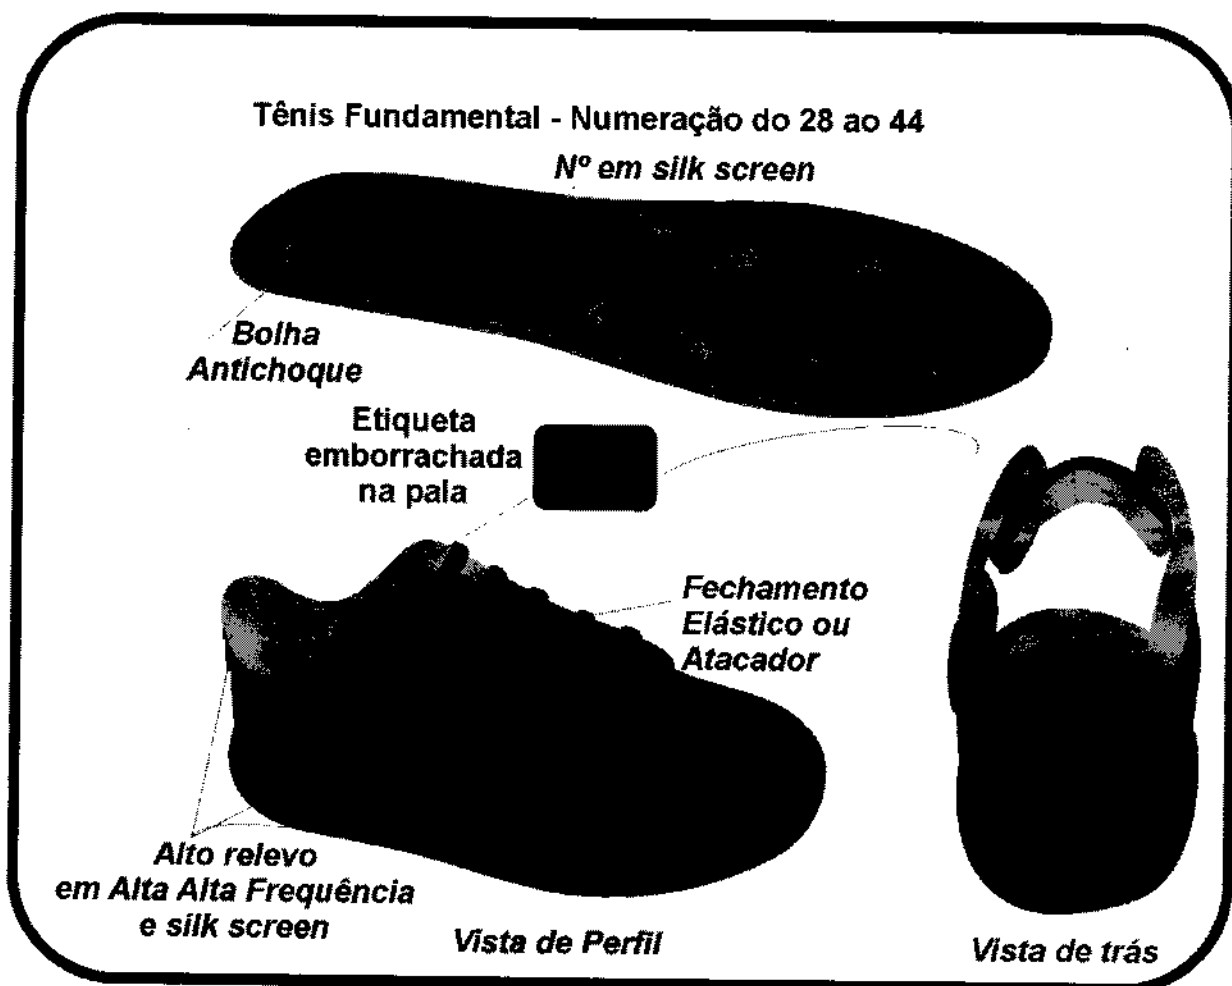 Tênis Fundamental - Numeração do 28 ao 44
Nº em silk screen
Bolha
Antichoque
Etiqueta
emborrachada
na pala
Fechamento
Elástico ou
Atacador
Alto relevo
em Alta Alta Frequência
e silk screen
Vista de Perfil
Vista de trás